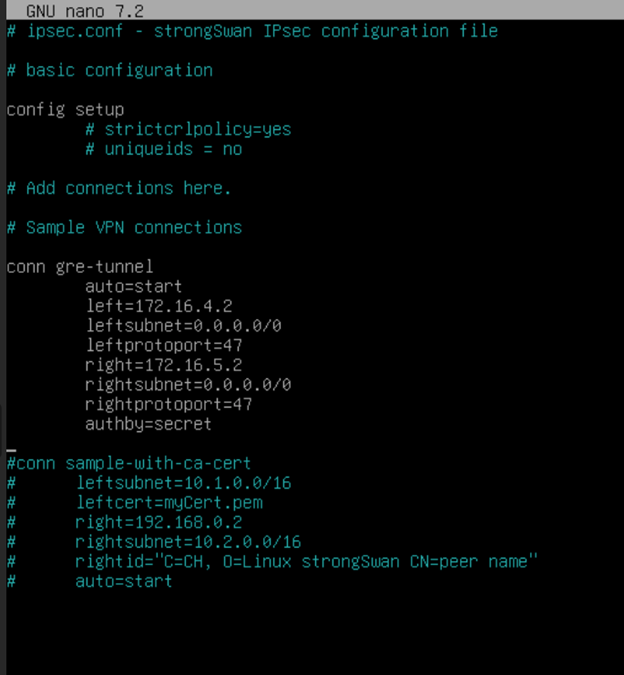 GNU nano 7.2
# ipsec.conf - strongSwan IPsec configuration file
# basic configuration
config setup
# strictcrlpolicy=yes
# uniqueids = no
# Add connections here.
# Sample VPN connections
conn gre-tunnel
auto=start
left=172.16.4.2
leftsubnet=0.0.0.0/0
leftprotoport=47
right=172.16.5.2
rightsubnet=0.0.0.0/0
rightprotoport=47
authby=secret
#conn sample-with-ca-cert
# leftsubnet=10.1.0.0/16
# leftcert=myCert.pem
# right=192.168.0.2
# rightsubnet=10.2.0.0/16
# rightid="C=CH, O=Linux strongSwan CN=peer name"
# auto=start